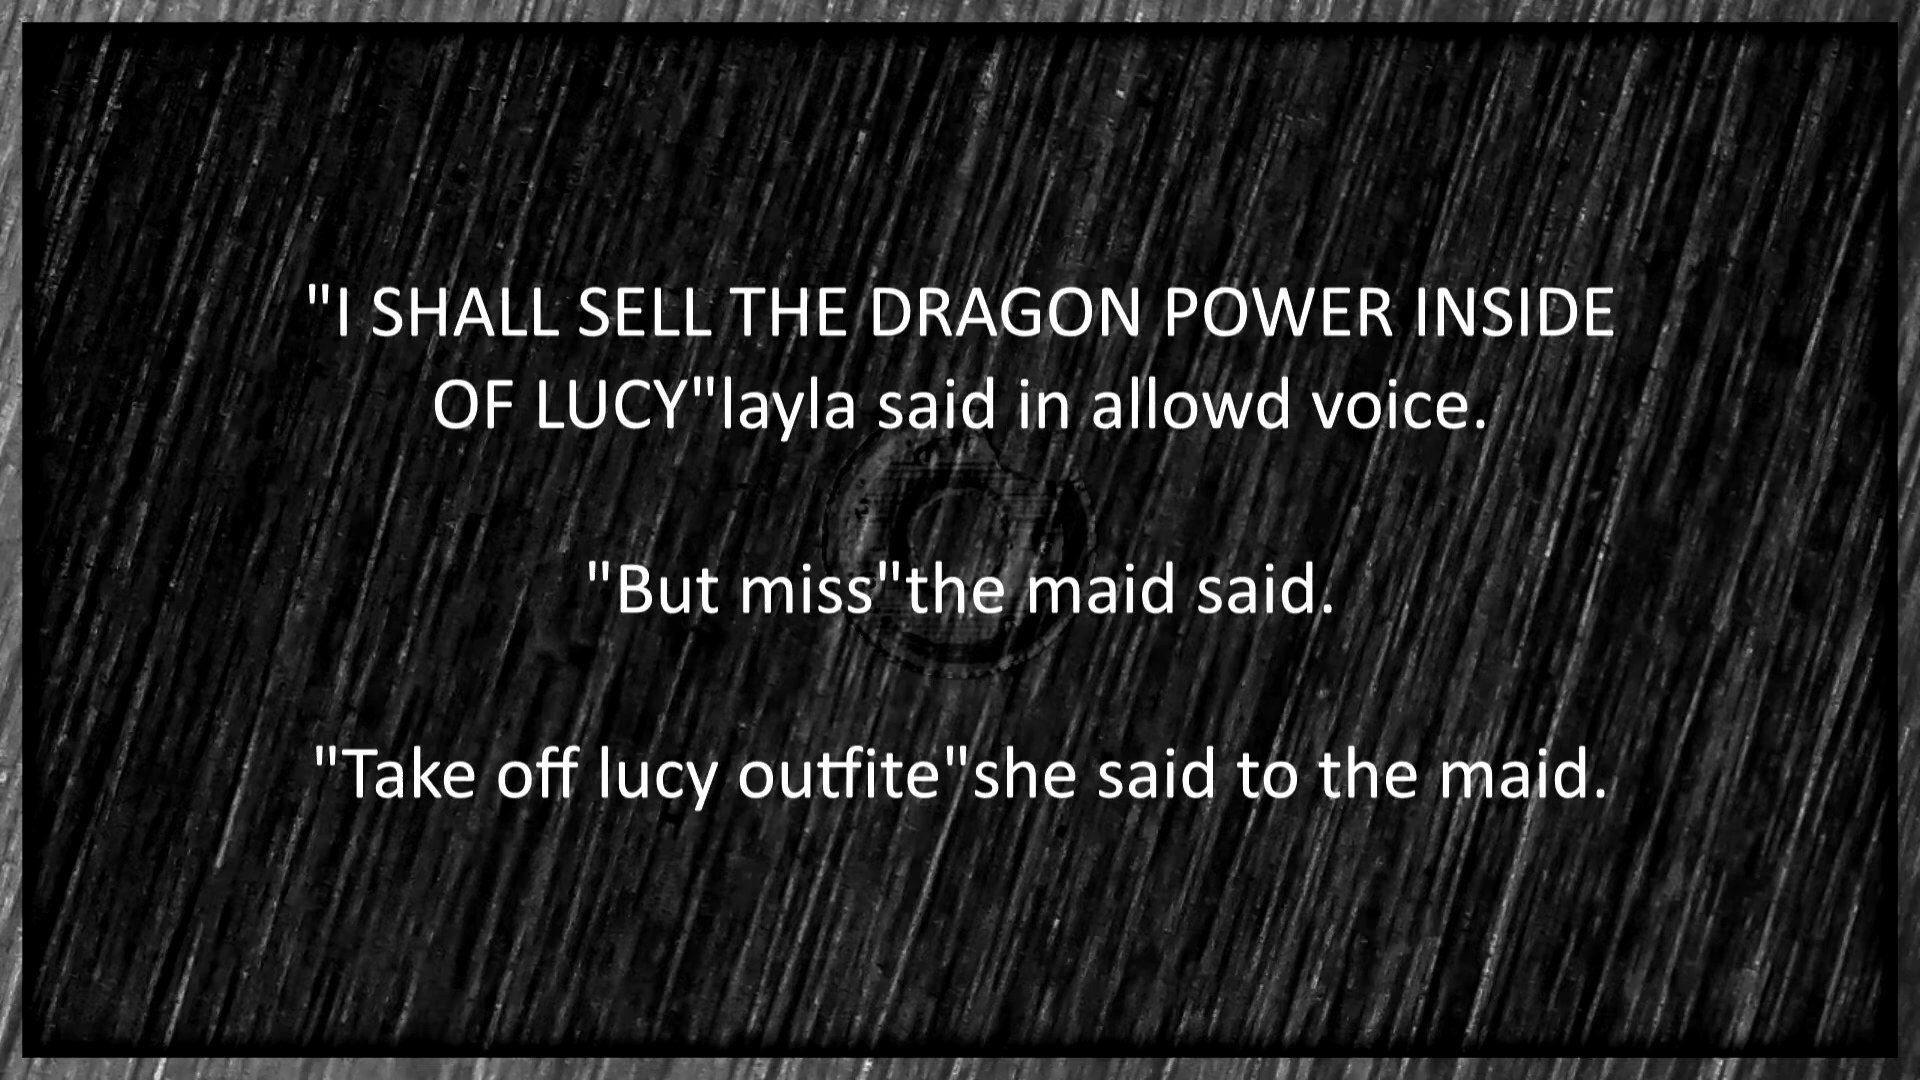 "I SHALL SELL THE DRAGON POWER INSIDE
OF LUCY"layla said in allowd voice.
"But miss"the maid said.
"Take off lucy outfite"she said to the maid.